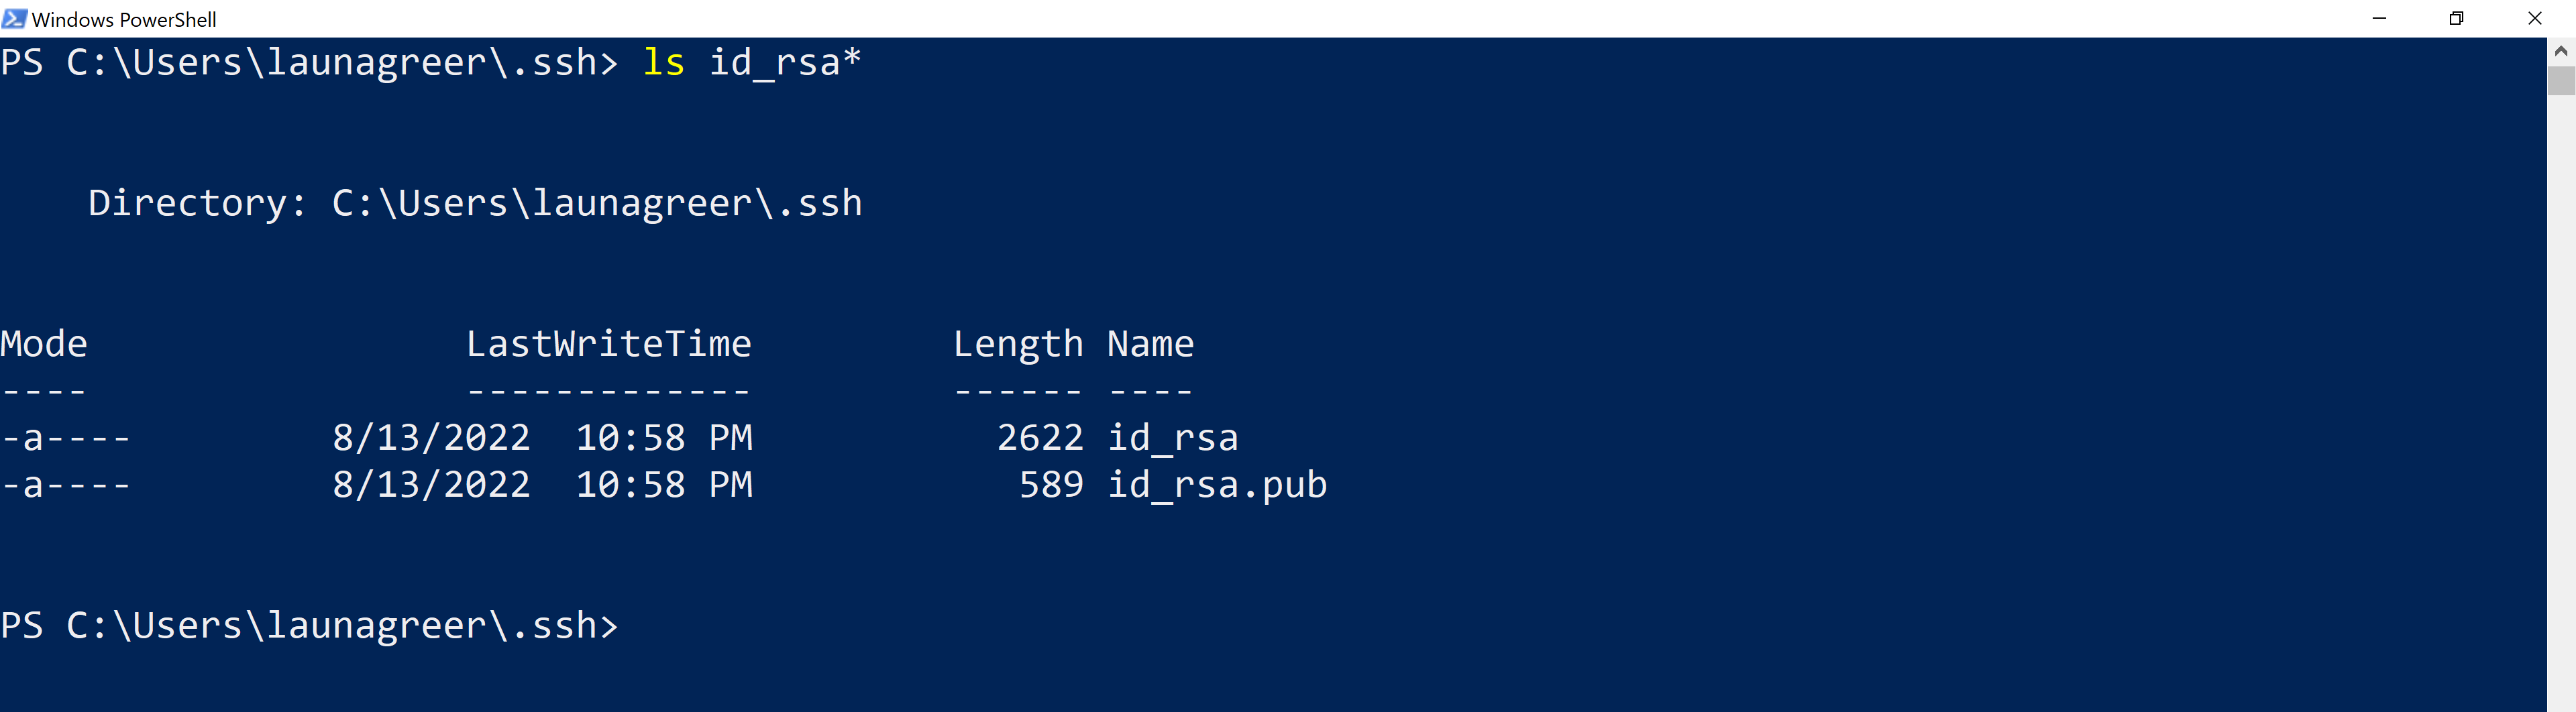 Windows PowerShell
PS C:\Users\launagreer\.ssh> ls id_rsa*
Directory: C:\Users\launagreer\.ssh
Mode LastWriteTime Length Name
---- ------------- ------ ----
-a---- 8/13/2022 10:58 PM 2622 id_rsa
-a---- 8/13/2022 10:58 PM 589 id_rsa.pub
PS C:\Users\launagreer\.ssh>